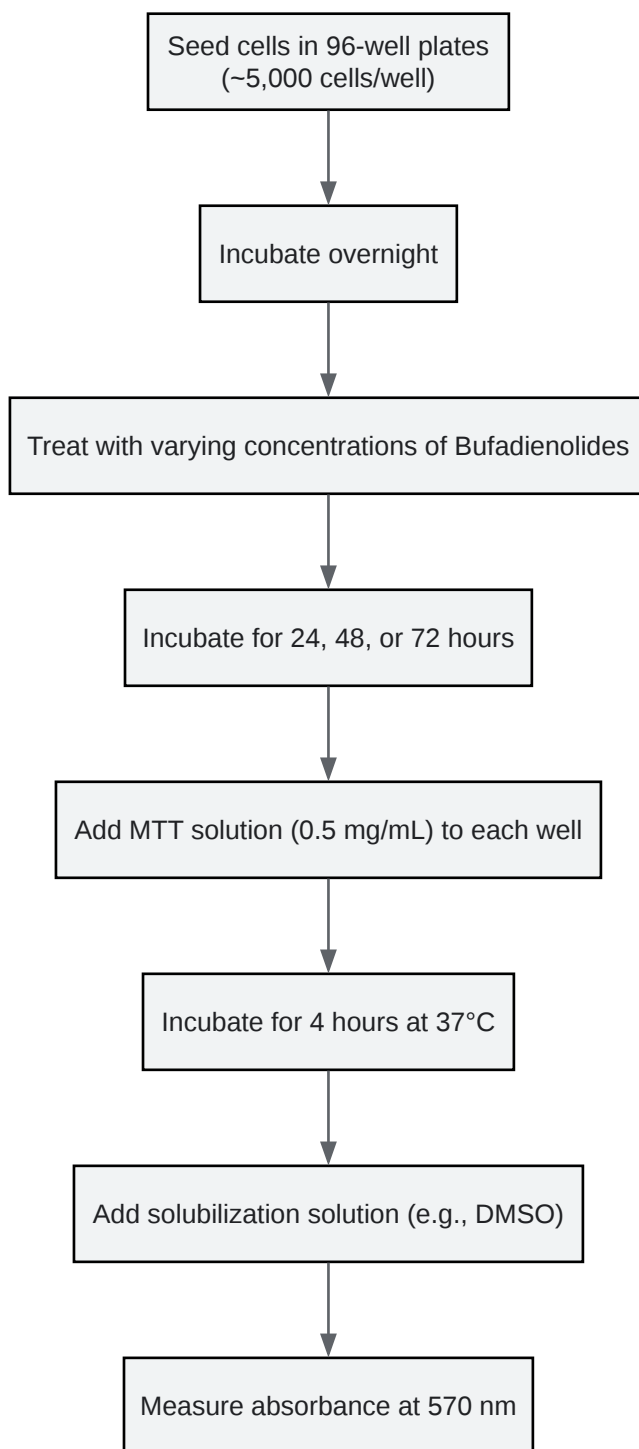 Seed cells in 96-well plates
(~5,000 cells/well)
Incubate overnight
Treat with varying concentrations of Bufadienolides
Incubate for 24, 48, or 72 hours
Add MTT solution (0.5 mg/mL) to each well
Incubate for 4 hours at 37°C
Add solubilization solution (e.g., DMSO)
Measure absorbance at 570 nm